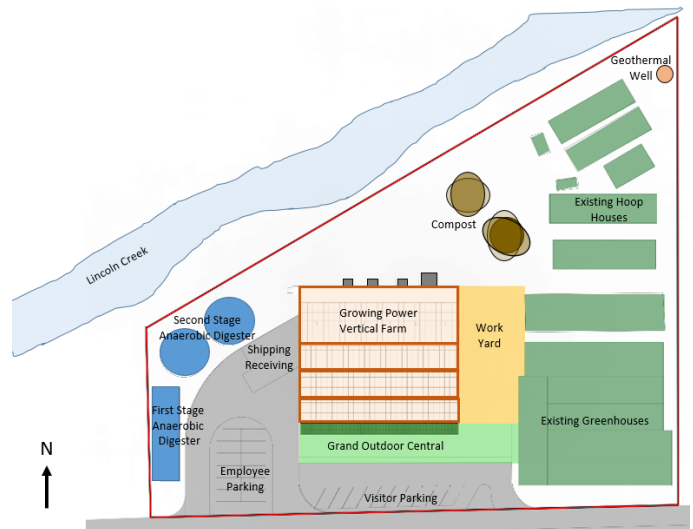 Geothermal
Well
Existing Hoop
Houses
Compost
Lincoln Creek
Second Stage
Anaerobic Digester
Growing Power
Vertical Farm
Work
Yard
Shipping
Receiving
First Stage
Anaerobic
Digester
Existing Greenhouses
Grand Outdoor Central
N
Employee
Parking
Visitor Parking